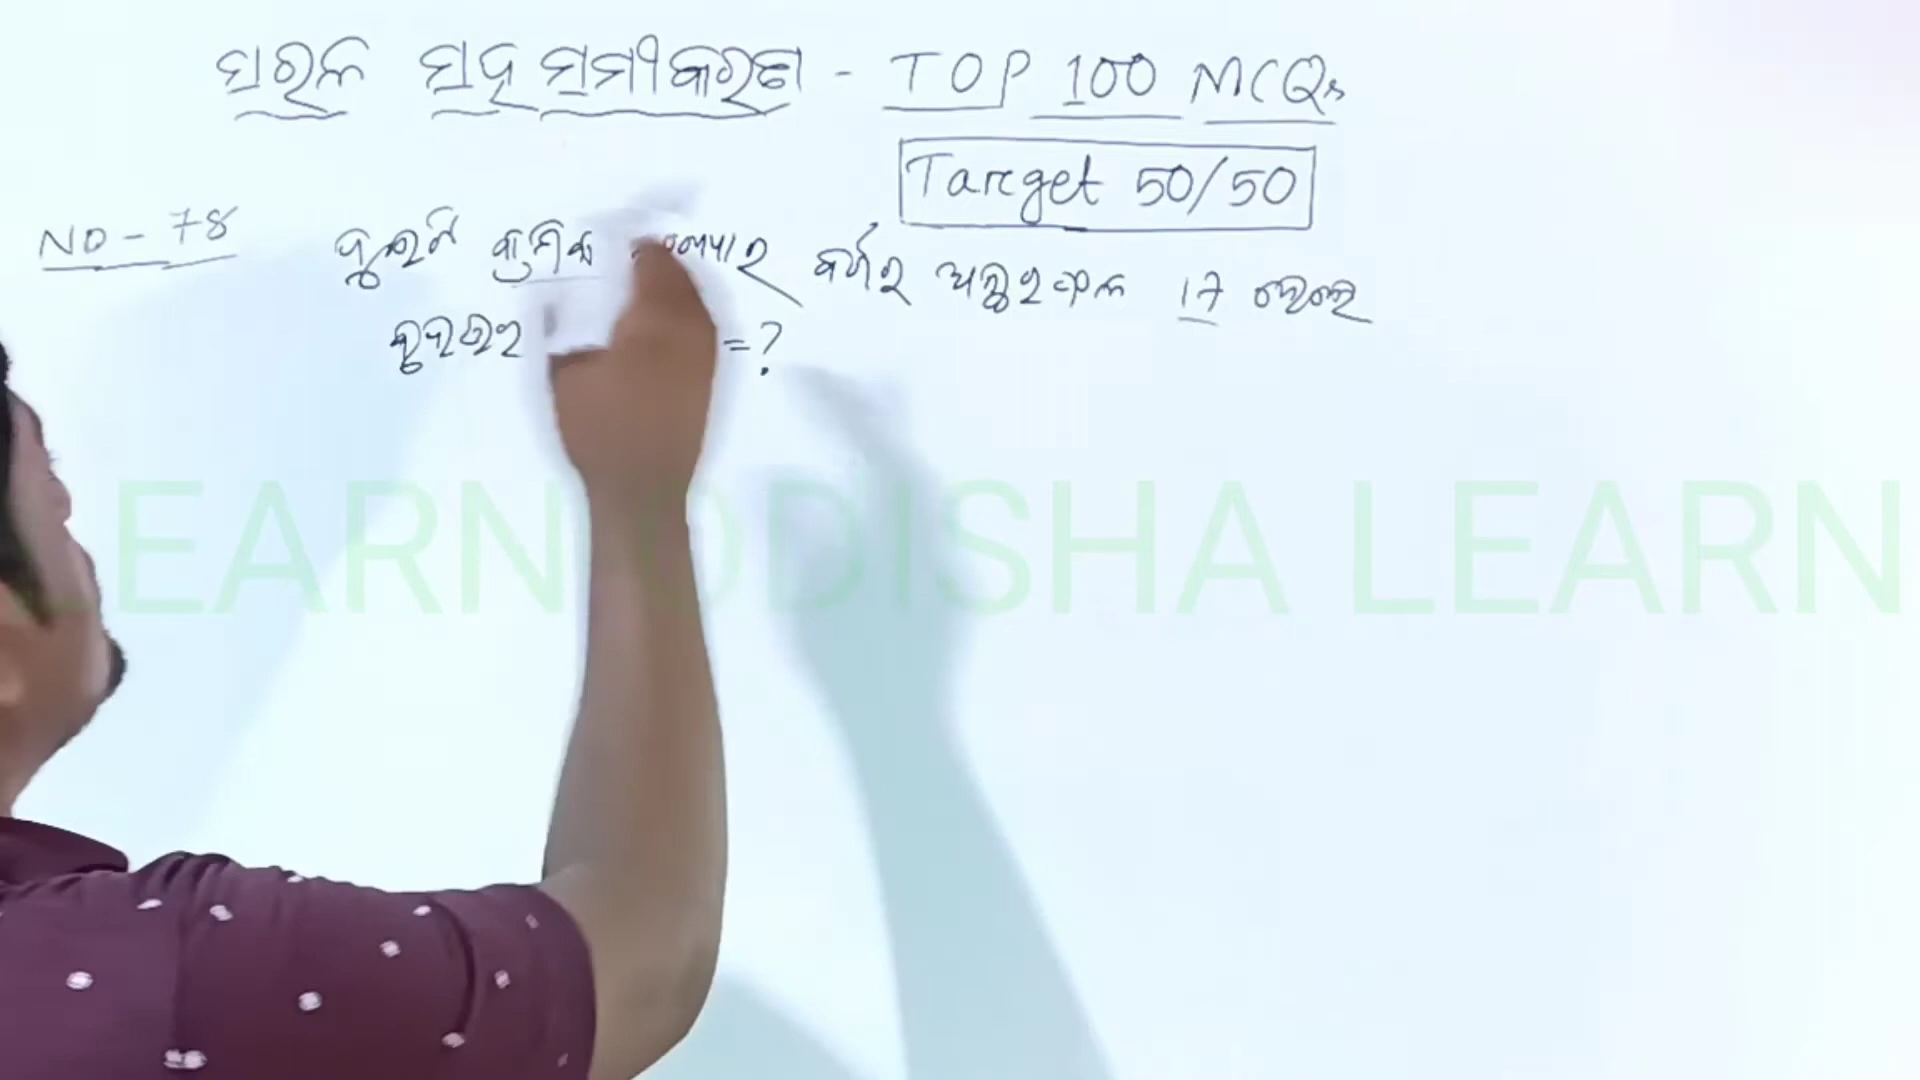 ସରଳ ସହ ସମୀକରଣ - TOP 100 MCQs
Target 50/50
NO - 78 ଦୁଇଟି କ୍ରମିକ ବର୍ଗର ଅନ୍ତରଫଳ 17 ହେଲେ
= ?
LEARN ODISHA LEARN